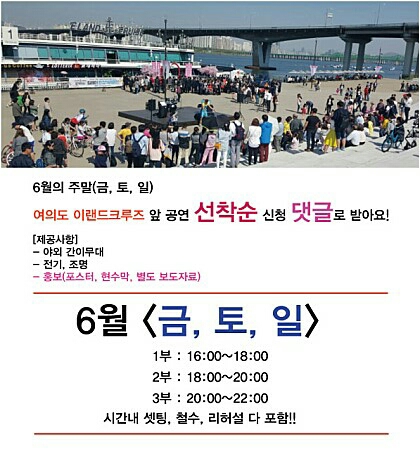 ELAND CRUISE
6월의 주말(금, 토, 일)
여의도 이랜드크루즈 앞 공연 선착순 신청 댓글로 받아요!
[제공사항]
- 야외 간이무대
- 전기, 조명
- 홍보(포스터, 현수막, 별도 보도자료)
6월 <금, 토, 일>
1부 : 16:00~18:00
2부 : 18:00~20:00
3부 : 20:00~22:00
시간내 셋팅, 철수, 리허설 다 포함!!